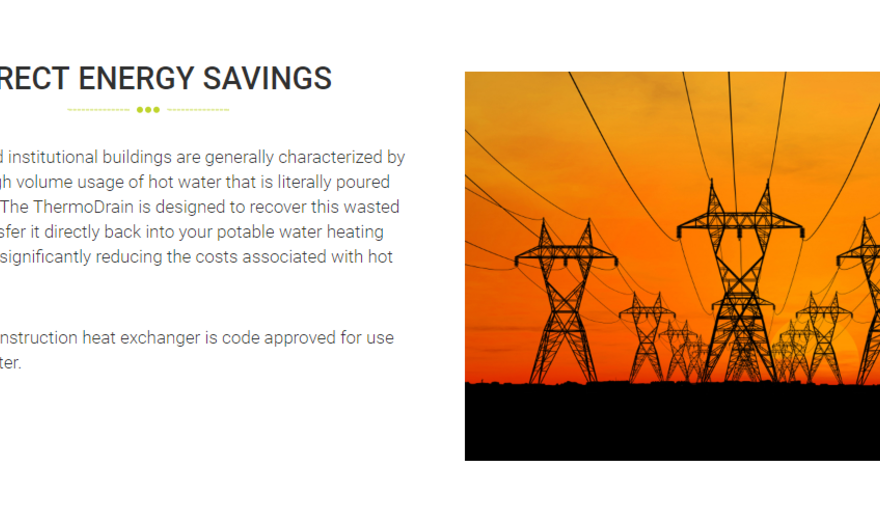 RECT ENERGY SAVINGS
d institutional buildings are generally characterized by
gh volume usage of hot water that is literally poured
The ThermoDrain is designed to recover this wasted
sfer it directly back into your potable water heating
significantly reducing the costs associated with hot
nstruction heat exchanger is code approved for use
ter.